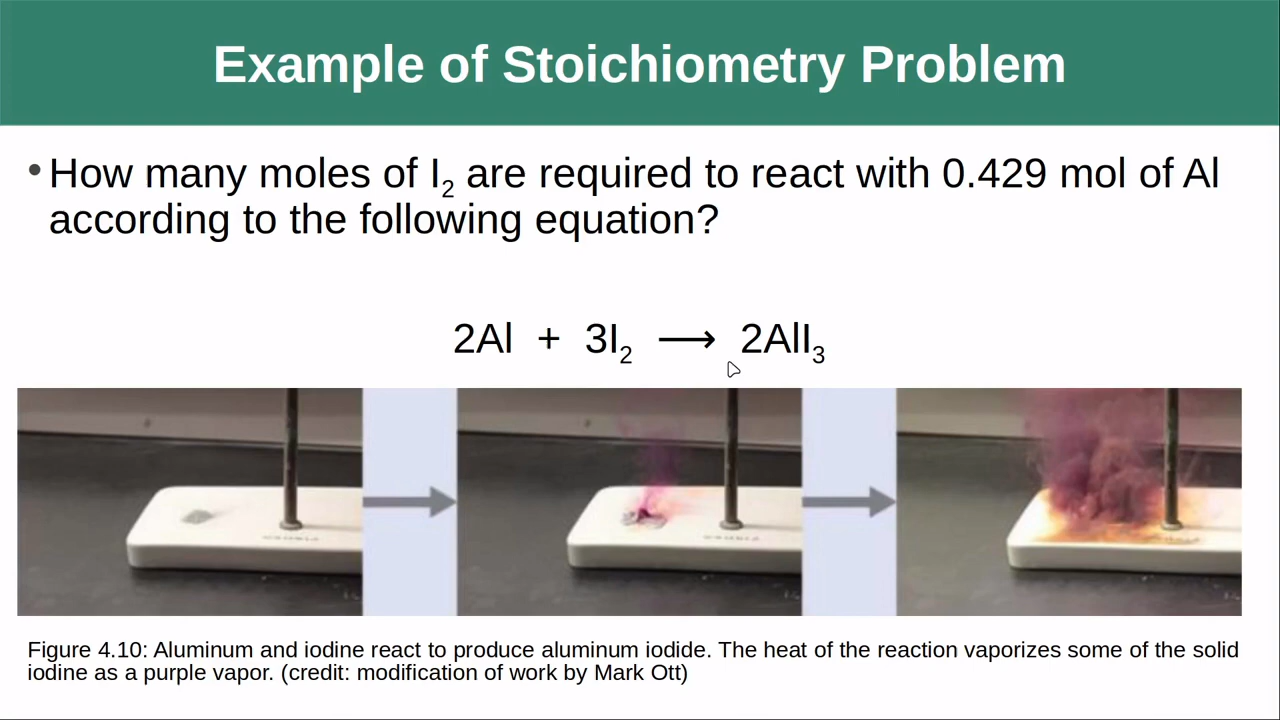 Example of Stoichiometry Problem
• How many moles of I₂ are required to react with 0.429 mol of Al
according to the following equation?
2Al + 3I₂ ⟶ 2AlI₃
Figure 4.10: Aluminum and iodine react to produce aluminum iodide. The heat of the reaction vaporizes some of the solid
iodine as a purple vapor. (credit: modification of work by Mark Ott)